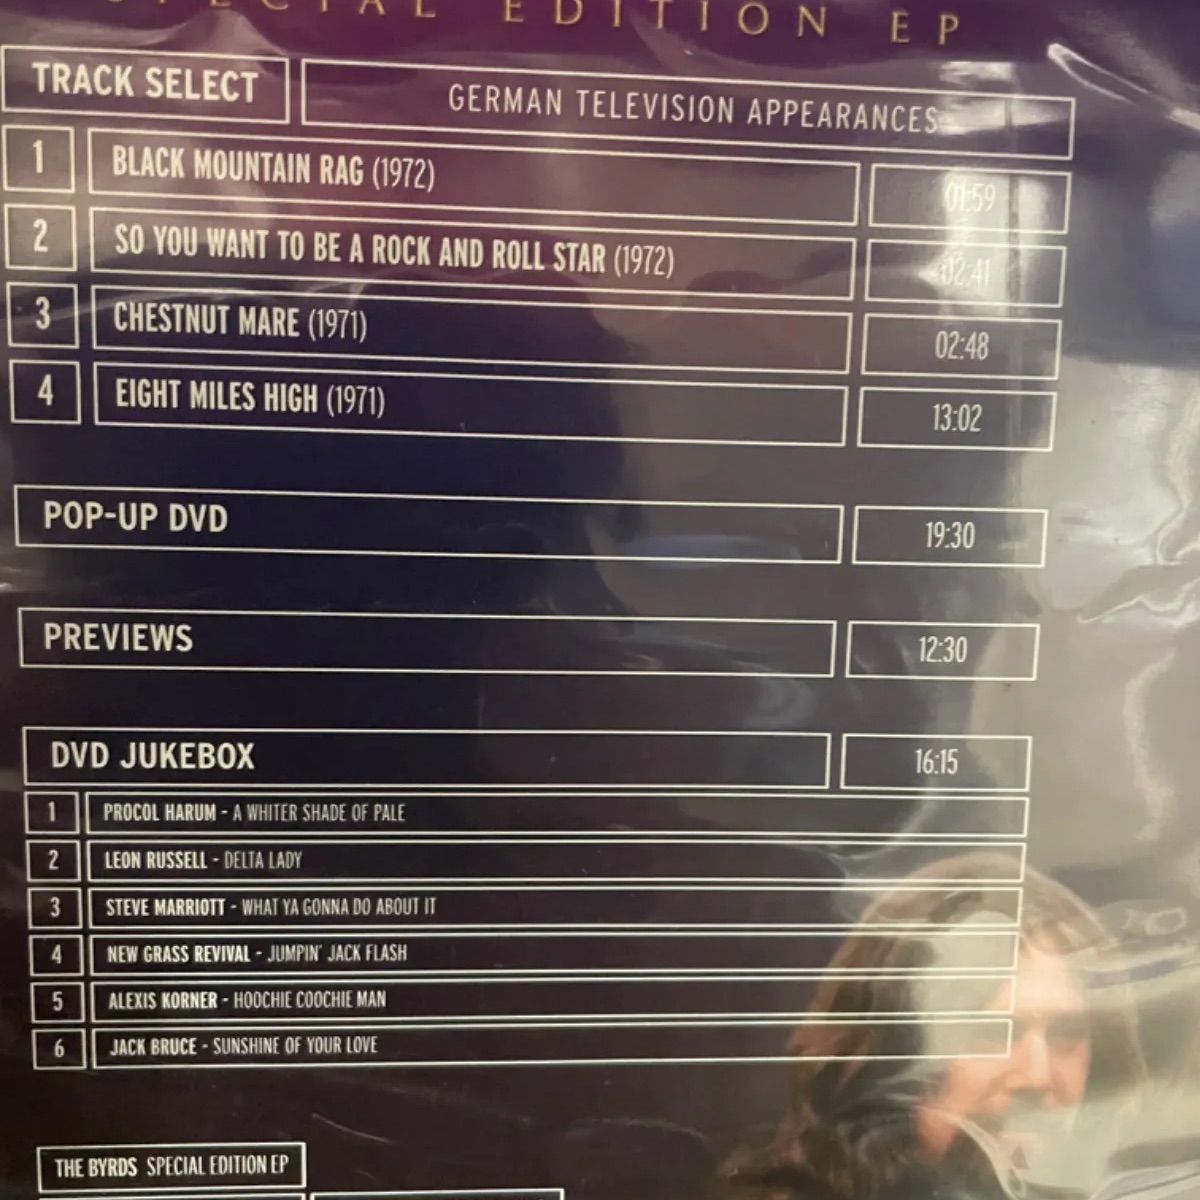 SPECIAL EDITION EP
TRACK SELECT GERMAN TELEVISION APPEARANCES
1 BLACK MOUNTAIN RAG (1972) 01:59
2 SO YOU WANT TO BE A ROCK AND ROLL STAR (1972) 02:41
3 CHESTNUT MARE (1971) 02:48
4 EIGHT MILES HIGH (1971) 13:02
POP-UP DVD 19:30
PREVIEWS 12:30
DVD JUKEBOX 16:15
1 PROCOL HARUM - A WHITER SHADE OF PALE
2 LEON RUSSELL - DELTA LADY
3 STEVE MARRIOTT - WHAT YA GONNA DO ABOUT IT
4 NEW GRASS REVIVAL - JUMPIN' JACK FLASH
5 ALEXIS KORNER - HOOCHIE COOCHIE MAN
6 JACK BRUCE - SUNSHINE OF YOUR LOVE
THE BYRDS SPECIAL EDITION EP